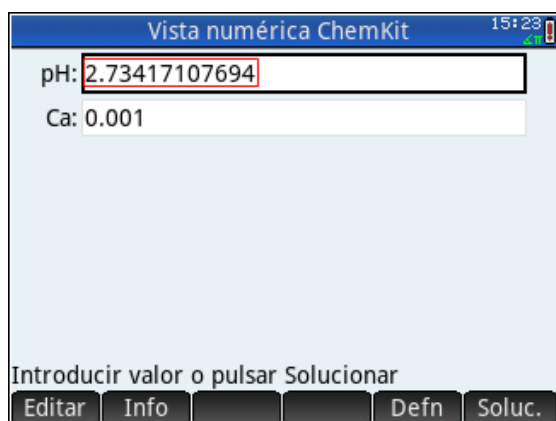 Vista numérica ChemKit 15:23
∡π
pH: 2.73417107694
Ca: 0.001
Introducir valor o pulsar Solucionar
Editar Info Defn Soluc.